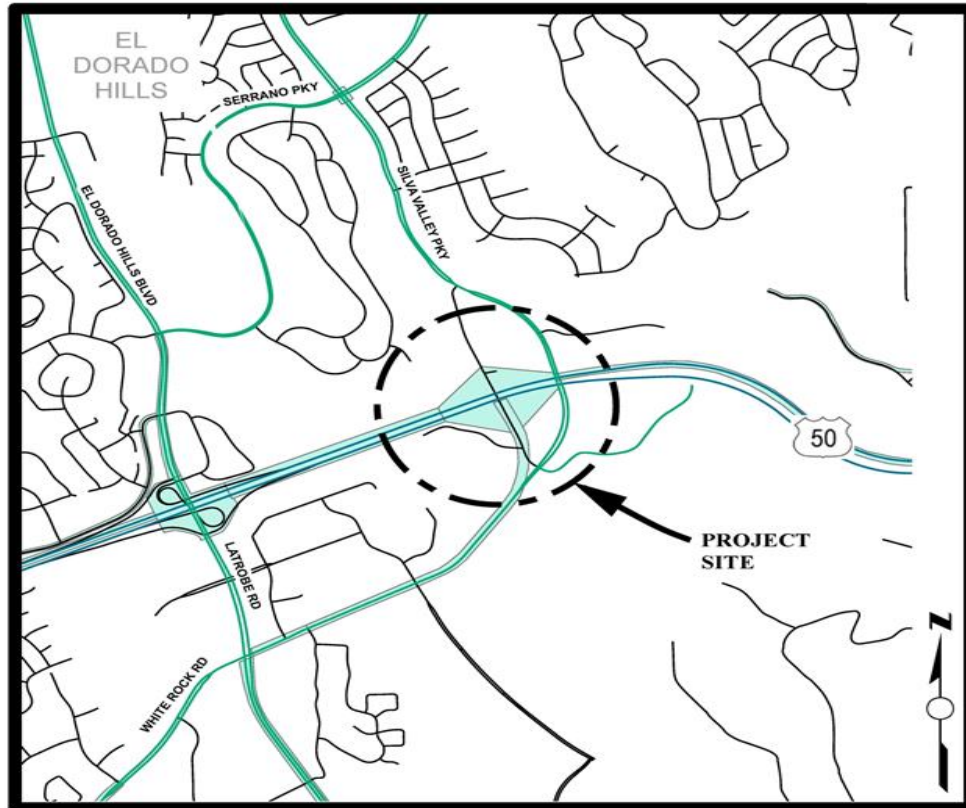 EL
DORADO
HILLS
SERRANO PKY
SILVA VALLEY PKY
EL DORADO HILLS BLVD
50
PROJECT
SITE
LATROBE RD
WHITE ROCK RD
N